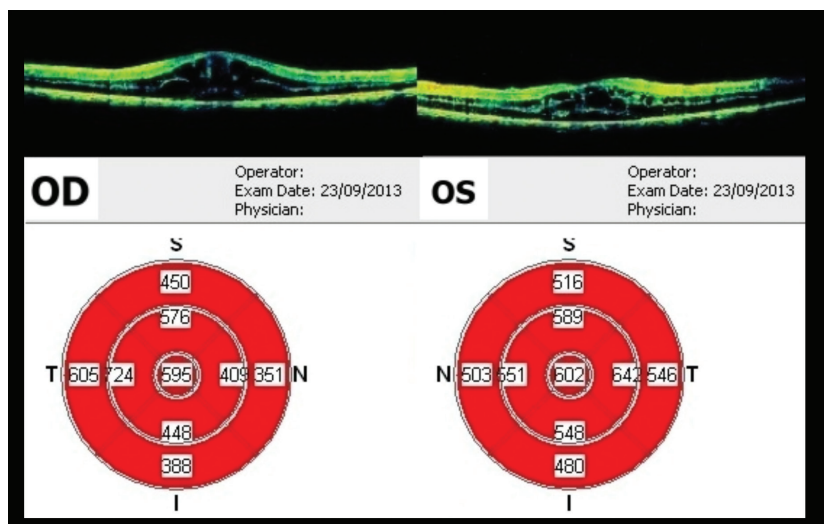 OD
Operator:
Exam Date: 23/09/2013
Physician:
OS
Operator:
Exam Date: 23/09/2013
Physician:
S
450
576
T 605 724 595 409 351 N
448
388
I
S
516
589
N 503 602 642 546 T
548
480
I